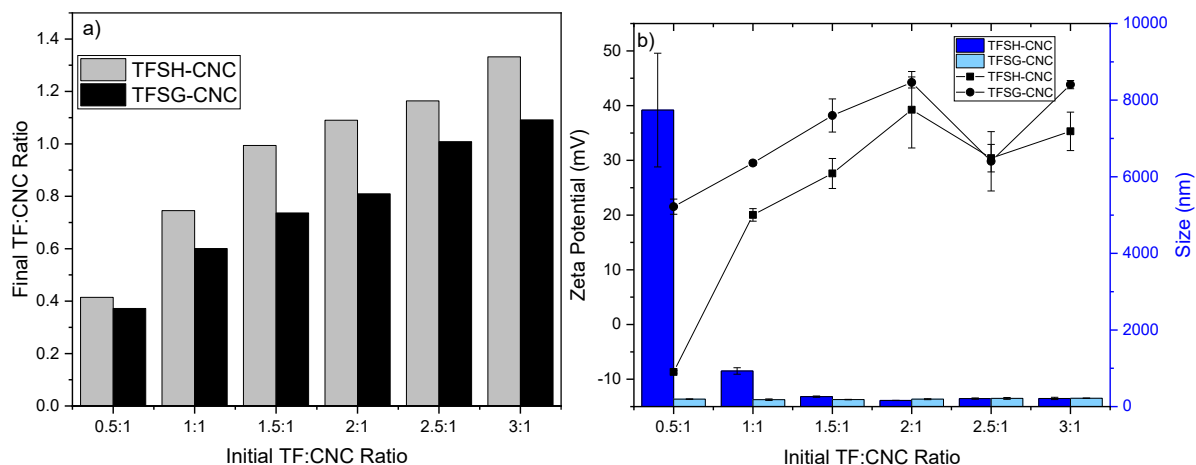 a)
TFSH-CNC
TFSG-CNC
Final TF:CNC Ratio
1.4
1.2
1.0
0.8
0.6
0.4
0.2
0.0
0.5:1 1:1 1.5:1 2:1 2.5:1 3:1
Initial TF:CNC Ratio
b)
TFSH-CNC
TFSG-CNC
TFSH-CNC
TFSG-CNC
Zeta Potential (mV)
50
40
30
20
10
0
-10
10000
8000
6000
4000
2000
0
Size (nm)
0.5:1 1:1 1.5:1 2:1 2.5:1 3:1
Initial TF:CNC Ratio